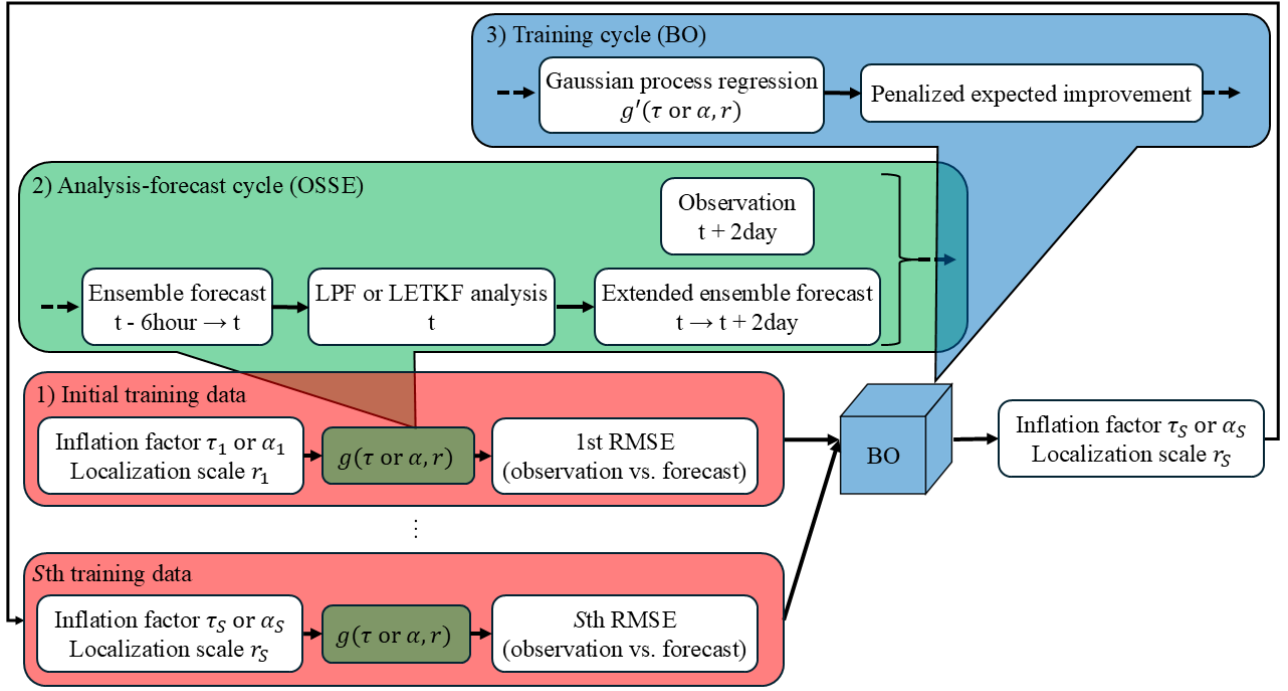 3) Training cycle (BO)
Gaussian process regression
g′(τ or α, r)
Penalized expected improvement
2) Analysis-forecast cycle (OSSE)
Observation
t + 2day
Ensemble forecast
t - 6hour → t
LPF or LETKF analysis
t
Extended ensemble forecast
t → t + 2day
1) Initial training data
Inflation factor τ₁ or α₁
Localization scale r₁
g(τ or α, r)
1st RMSE
(observation vs. forecast)
BO
Inflation factor τ_S or α_S
Localization scale r_S
⋮
Sth training data
Inflation factor τ_S or α_S
Localization scale r_S
g(τ or α, r)
Sth RMSE
(observation vs. forecast)